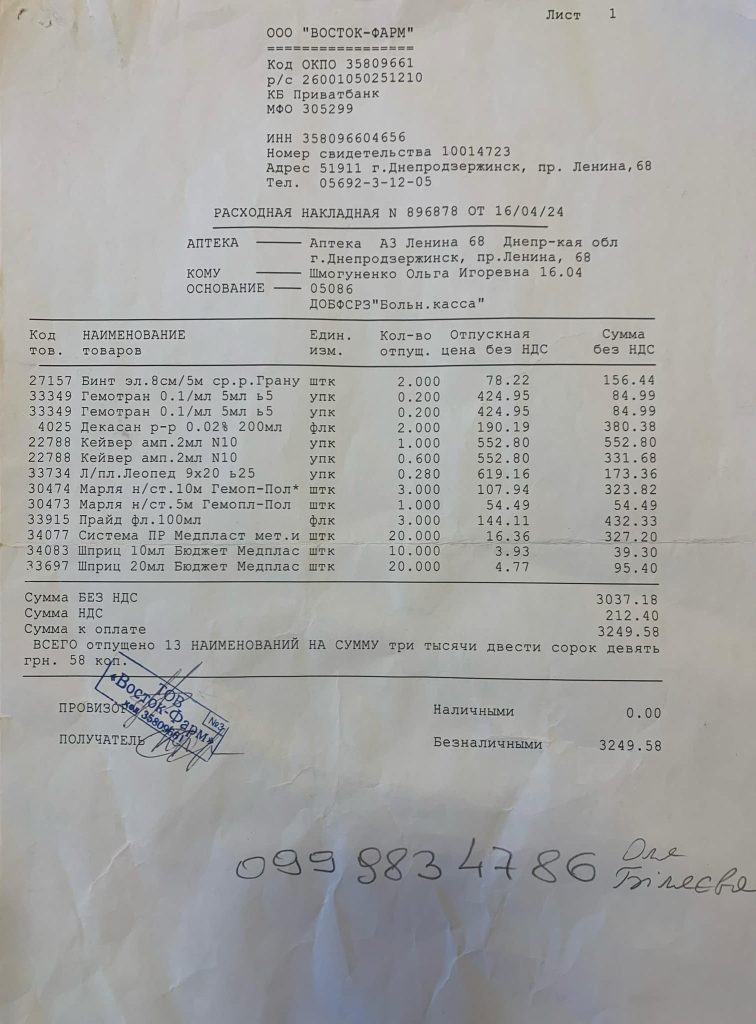 Лист 1
ООО "ВОСТОК-ФАРМ"
=================
Код ОКПО 35809661
р/с 26001050251210
КБ Приватбанк
МФО 305299
ИНН 358096604656
Номер свидетельства 10014723
Адрес 51911 г.Днепродзержинск, пр. Ленина,68
Тел. 05692-3-12-05
РАСХОДНАЯ НАКЛАДНАЯ N 896878 ОТ 16/04/24
АПТЕКА Аптека А3 Ленина 68 Днепр-кая обл
г.Днепродзержинск, пр.Ленина, 68
КОМУ Шмогуненко Ольга Игоревна 16.04
ОСНОВАНИЕ 05086
ДОБФСРЗ"Больн.касса"
Код НАИМЕНОВАНИЕ Един. Кол-во Отпускная Сумма
тов. товаров изм. отпущ. цена без НДС без НДС
27157 Бинт эл.8см/5м ср.р.Грану штк 2.000 78.22 156.44
33349 Гемотран 0.1/мл 5мл ь5 упк 0.200 424.95 84.99
33349 Гемотран 0.1/мл 5мл ь5 упк 0.200 424.95 84.99
4025 Декасан р-р 0.02% 200мл флк 2.000 190.19 380.38
22788 Кейвер амп.2мл N10 упк 1.000 552.80 552.80
22788 Кейвер амп.2мл N10 упк 0.600 552.80 331.68
33734 Л/пл.Леопед 9х20 ь25 упк 0.280 619.16 173.36
30474 Марля н/ст.10м Гемоп-Пол* штк 3.000 107.94 323.82
30473 Марля н/ст.5м Гемопл-Пол штк 1.000 54.49 54.49
33915 Прайд фл.100мл флк 3.000 144.11 432.33
34077 Система ПР Медпласт мет.и штк 20.000 16.36 327.20
34083 Шприц 10мл Бюджет Медплас штк 10.000 3.93 39.30
33697 Шприц 20мл Бюджет Медплас штк 20.000 4.77 95.40
Сумма БЕЗ НДС 3037.18
Сумма НДС 212.40
Сумма к оплате 3249.58
ВСЕГО отпущено 13 НАИМЕНОВАНИЙ НА СУММУ три тысячи двести сорок девять
грн. 58 коп.
ТОВ
«Восток-Фарм»
код 35809661
№3
ПРОВИЗОР Наличными 0.00
ПОЛУЧАТЕЛЬ Безналичными 3249.58
099 983 4786 Оля
Біляєва